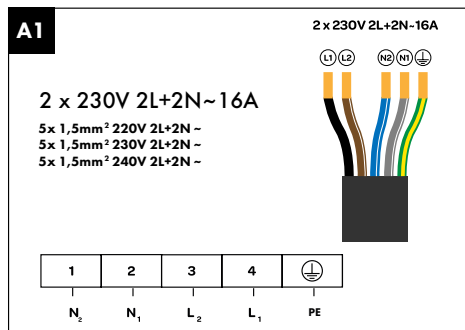 A1
2 x 230V 2L+2N~16A
L1 L2 N2 N1
2 x 230V 2L+2N~16A
5x 1,5mm² 220V 2L+2N ~
5x 1,5mm² 230V 2L+2N ~
5x 1,5mm² 240V 2L+2N ~
1 2 3 4
N₂ N₁ L₂ L₁ PE